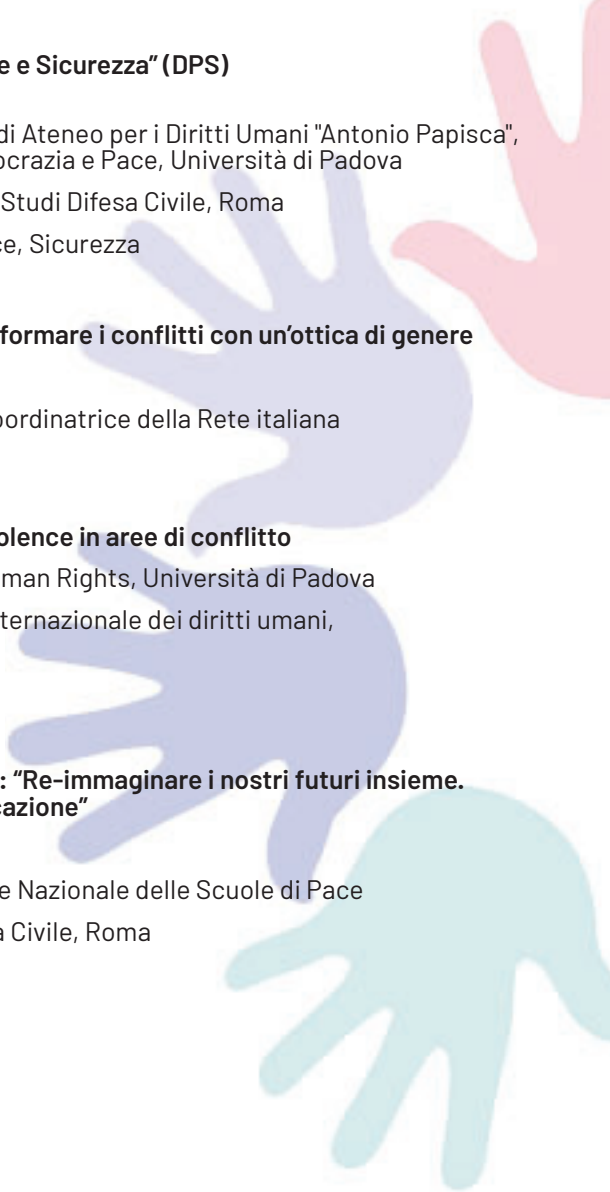 e e Sicurezza” (DPS)
di Ateneo per i Diritti Umani "Antonio Papisca",
ocrazia e Pace, Università di Padova
Studi Difesa Civile, Roma
ce, Sicurezza
formare i conflitti con un’ottica di genere
oordinatrice della Rete italiana
olence in aree di conflitto
man Rights, Università di Padova
ternazionale dei diritti umani,
: “Re-immaginare i nostri futuri insieme.
cazione”
e Nazionale delle Scuole di Pace
a Civile, Roma